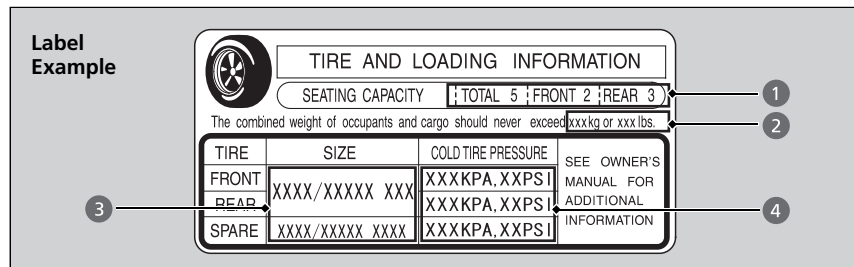 Label
Example
TIRE AND LOADING INFORMATION
SEATING CAPACITY TOTAL 5 FRONT 2 REAR 3
1
The combined weight of occupants and cargo should never exceed xxxkg or xxx lbs.
2
TIRE SIZE COLD TIRE PRESSURE SEE OWNER'S MANUAL FOR ADDITIONAL INFORMATION
FRONT XXXX/XXXXX XXX XXXKPA,XXPSI
REAR XXXKPA,XXPSI
3
4
SPARE XXXX/XXXXX XXXX XXXKPA,XXPSI